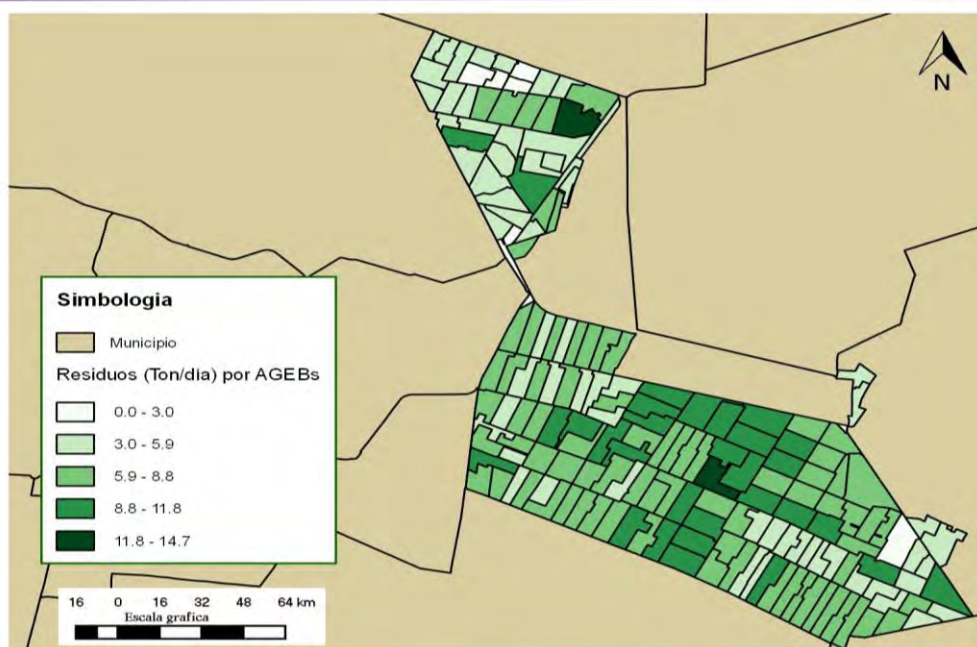 N
Simbologia
Municipio
Residuos (Ton/dia) por AGEBs
0.0 - 3.0
3.0 - 5.9
5.9 - 8.8
8.8 - 11.8
11.8 - 14.7
16 0 16 32 48 64 km
Escala grafica